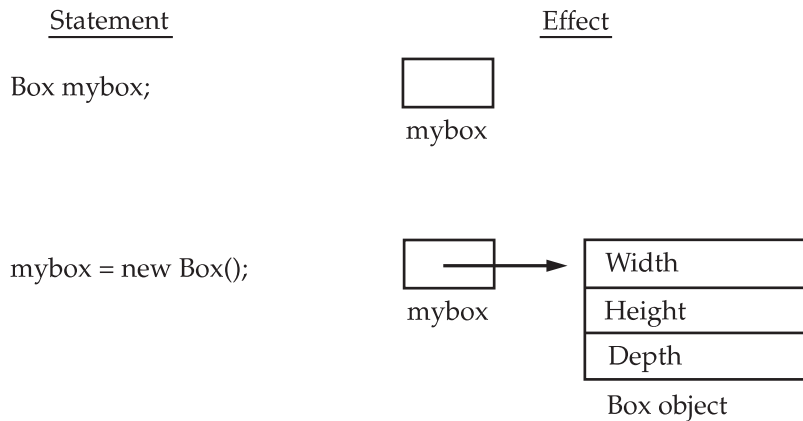 Statement
Effect
Box mybox;
mybox
mybox = new Box();
mybox
Width
Height
Depth
Box object